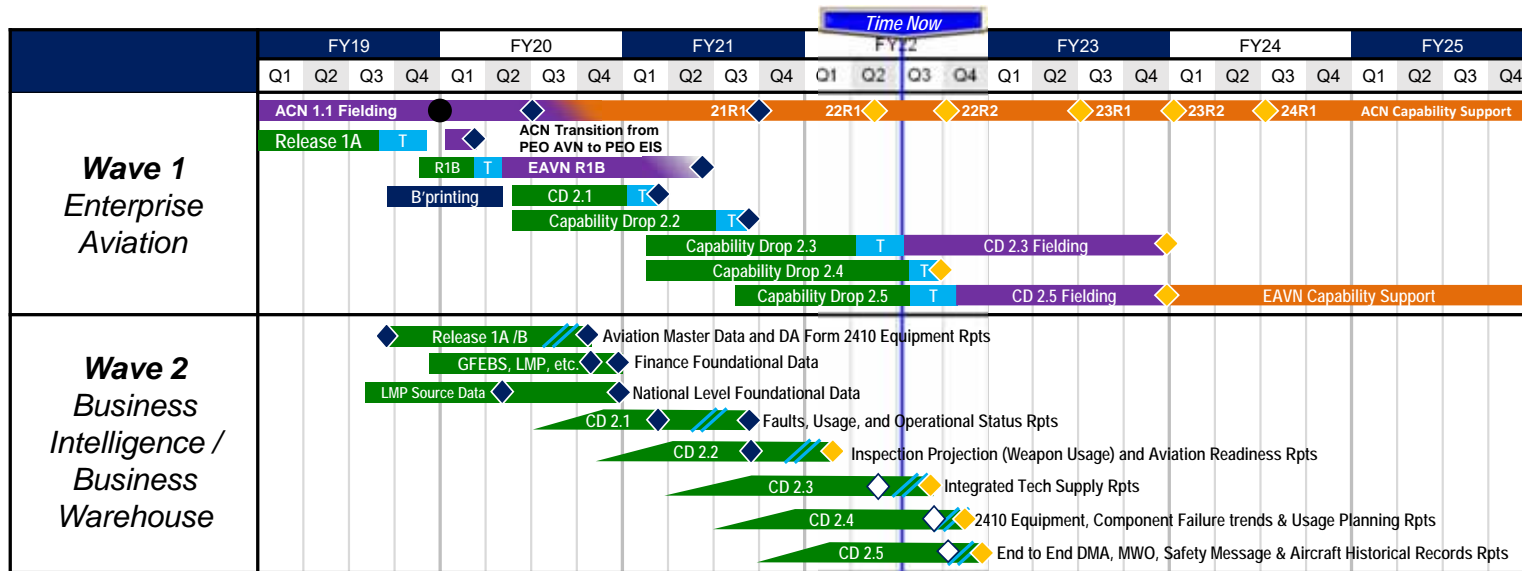 Time Now
FY19 FY20 FY21 FY22 FY23 FY24 FY25
Q1 Q2 Q3 Q4 Q1 Q2 Q3 Q4 Q1 Q2 Q3 Q4 Q1 Q2 Q3 Q4 Q1 Q2 Q3 Q4 Q1 Q2 Q3 Q4 Q1 Q2 Q3 Q4
Wave 1
Enterprise
Aviation
ACN 1.1 Fielding 21R1 22R1 22R2 23R1 23R2 24R1 ACN Capability Support
Release 1A T
ACN Transition from
PEO AVN to PEO EIS
R1B T EAVN R1B
B'printing CD 2.1 T
Capability Drop 2.2 T
Capability Drop 2.3 T CD 2.3 Fielding
Capability Drop 2.4 T
Capability Drop 2.5 T CD 2.5 Fielding EAVN Capability Support
Wave 2
Business
Intelligence /
Business
Warehouse
Release 1A /B Aviation Master Data and DA Form 2410 Equipment Rpts
GFEBS, LMP, etc. Finance Foundational Data
LMP Source Data National Level Foundational Data
CD 2.1 Faults, Usage, and Operational Status Rpts
CD 2.2 Inspection Projection (Weapon Usage) and Aviation Readiness Rpts
CD 2.3 Integrated Tech Supply Rpts
CD 2.4 2410 Equipment, Component Failure trends & Usage Planning Rpts
CD 2.5 End to End DMA, MWO, Safety Message & Aircraft Historical Records Rpts